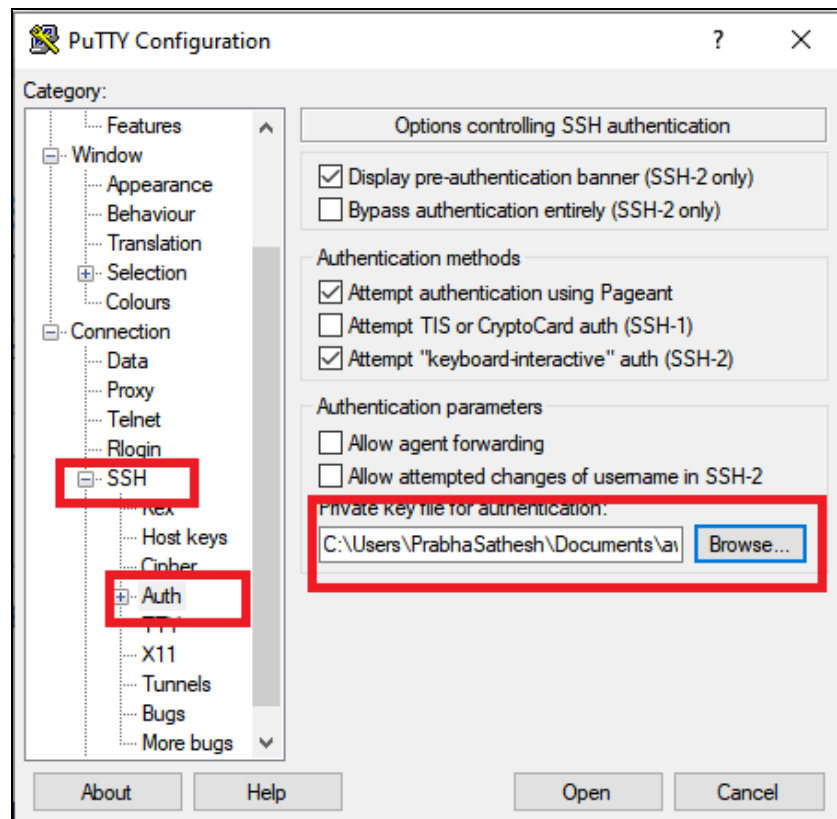 PuTTY Configuration
?
Category:
Features
Window
Appearance
Behaviour
Translation
Selection
Colours
Connection
Data
Proxy
Telnet
Rlogin
SSH
Kex
Host keys
Cipher
Auth
TTY
X11
Tunnels
Bugs
More bugs
Options controlling SSH authentication
Display pre-authentication banner (SSH-2 only)
Bypass authentication entirely (SSH-2 only)
Authentication methods
Attempt authentication using Pageant
Attempt TIS or CryptoCard auth (SSH-1)
Attempt "keyboard-interactive" auth (SSH-2)
Authentication parameters
Allow agent forwarding
Allow attempted changes of username in SSH-2
Private key file for authentication:
C:\Users\PrabhaSathesh\Documents\a Browse...
About Help Open Cancel